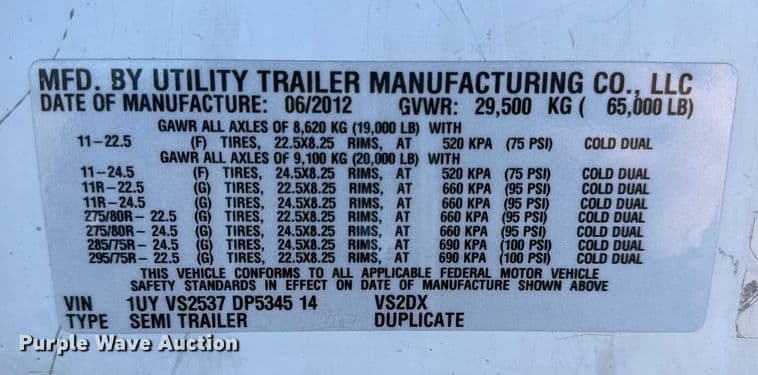 MFD. BY UTILITY TRAILER MANUFACTURING CO., LLC
DATE OF MANUFACTURE: 06/2012 GVWR: 29,500 KG ( 65,000 LB)
GAWR ALL AXLES OF 8,620 KG (19,000 LB) WITH
11-22.5 (F) TIRES, 22.5X8.25 RIMS, AT 520 KPA (75 PSI) COLD DUAL
GAWR ALL AXLES OF 9,100 KG (20,000 LB) WITH
11-24.5 (F) TIRES, 24.5X8.25 RIMS, AT 520 KPA (75 PSI) COLD DUAL
11R-22.5 (G) TIRES, 22.5X8.25 RIMS, AT 660 KPA (95 PSI) COLD DUAL
11R-24.5 (G) TIRES, 24.5X8.25 RIMS, AT 660 KPA (95 PSI) COLD DUAL
275/80R- 22.5 (G) TIRES, 22.5X8.25 RIMS, AT 660 KPA (95 PSI) COLD DUAL
275/80R- 24.5 (G) TIRES, 24.5X8.25 RIMS, AT 660 KPA (95 PSI) COLD DUAL
285/75R- 24.5 (G) TIRES, 24.5X8.25 RIMS, AT 690 KPA (100 PSI) COLD DUAL
295/75R- 22.5 (G) TIRES, 22.5X8.25 RIMS, AT 690 KPA (100 PSI) COLD DUAL
THIS VEHICLE CONFORMS TO ALL APPLICABLE FEDERAL MOTOR VEHICLE
SAFETY STANDARDS IN EFFECT ON DATE OF MANUFACTURE SHOWN ABOVE
VIN 1UY VS2537 DP5345 14 VS2DX
TYPE SEMI TRAILER DUPLICATE
Purple Wave Auction